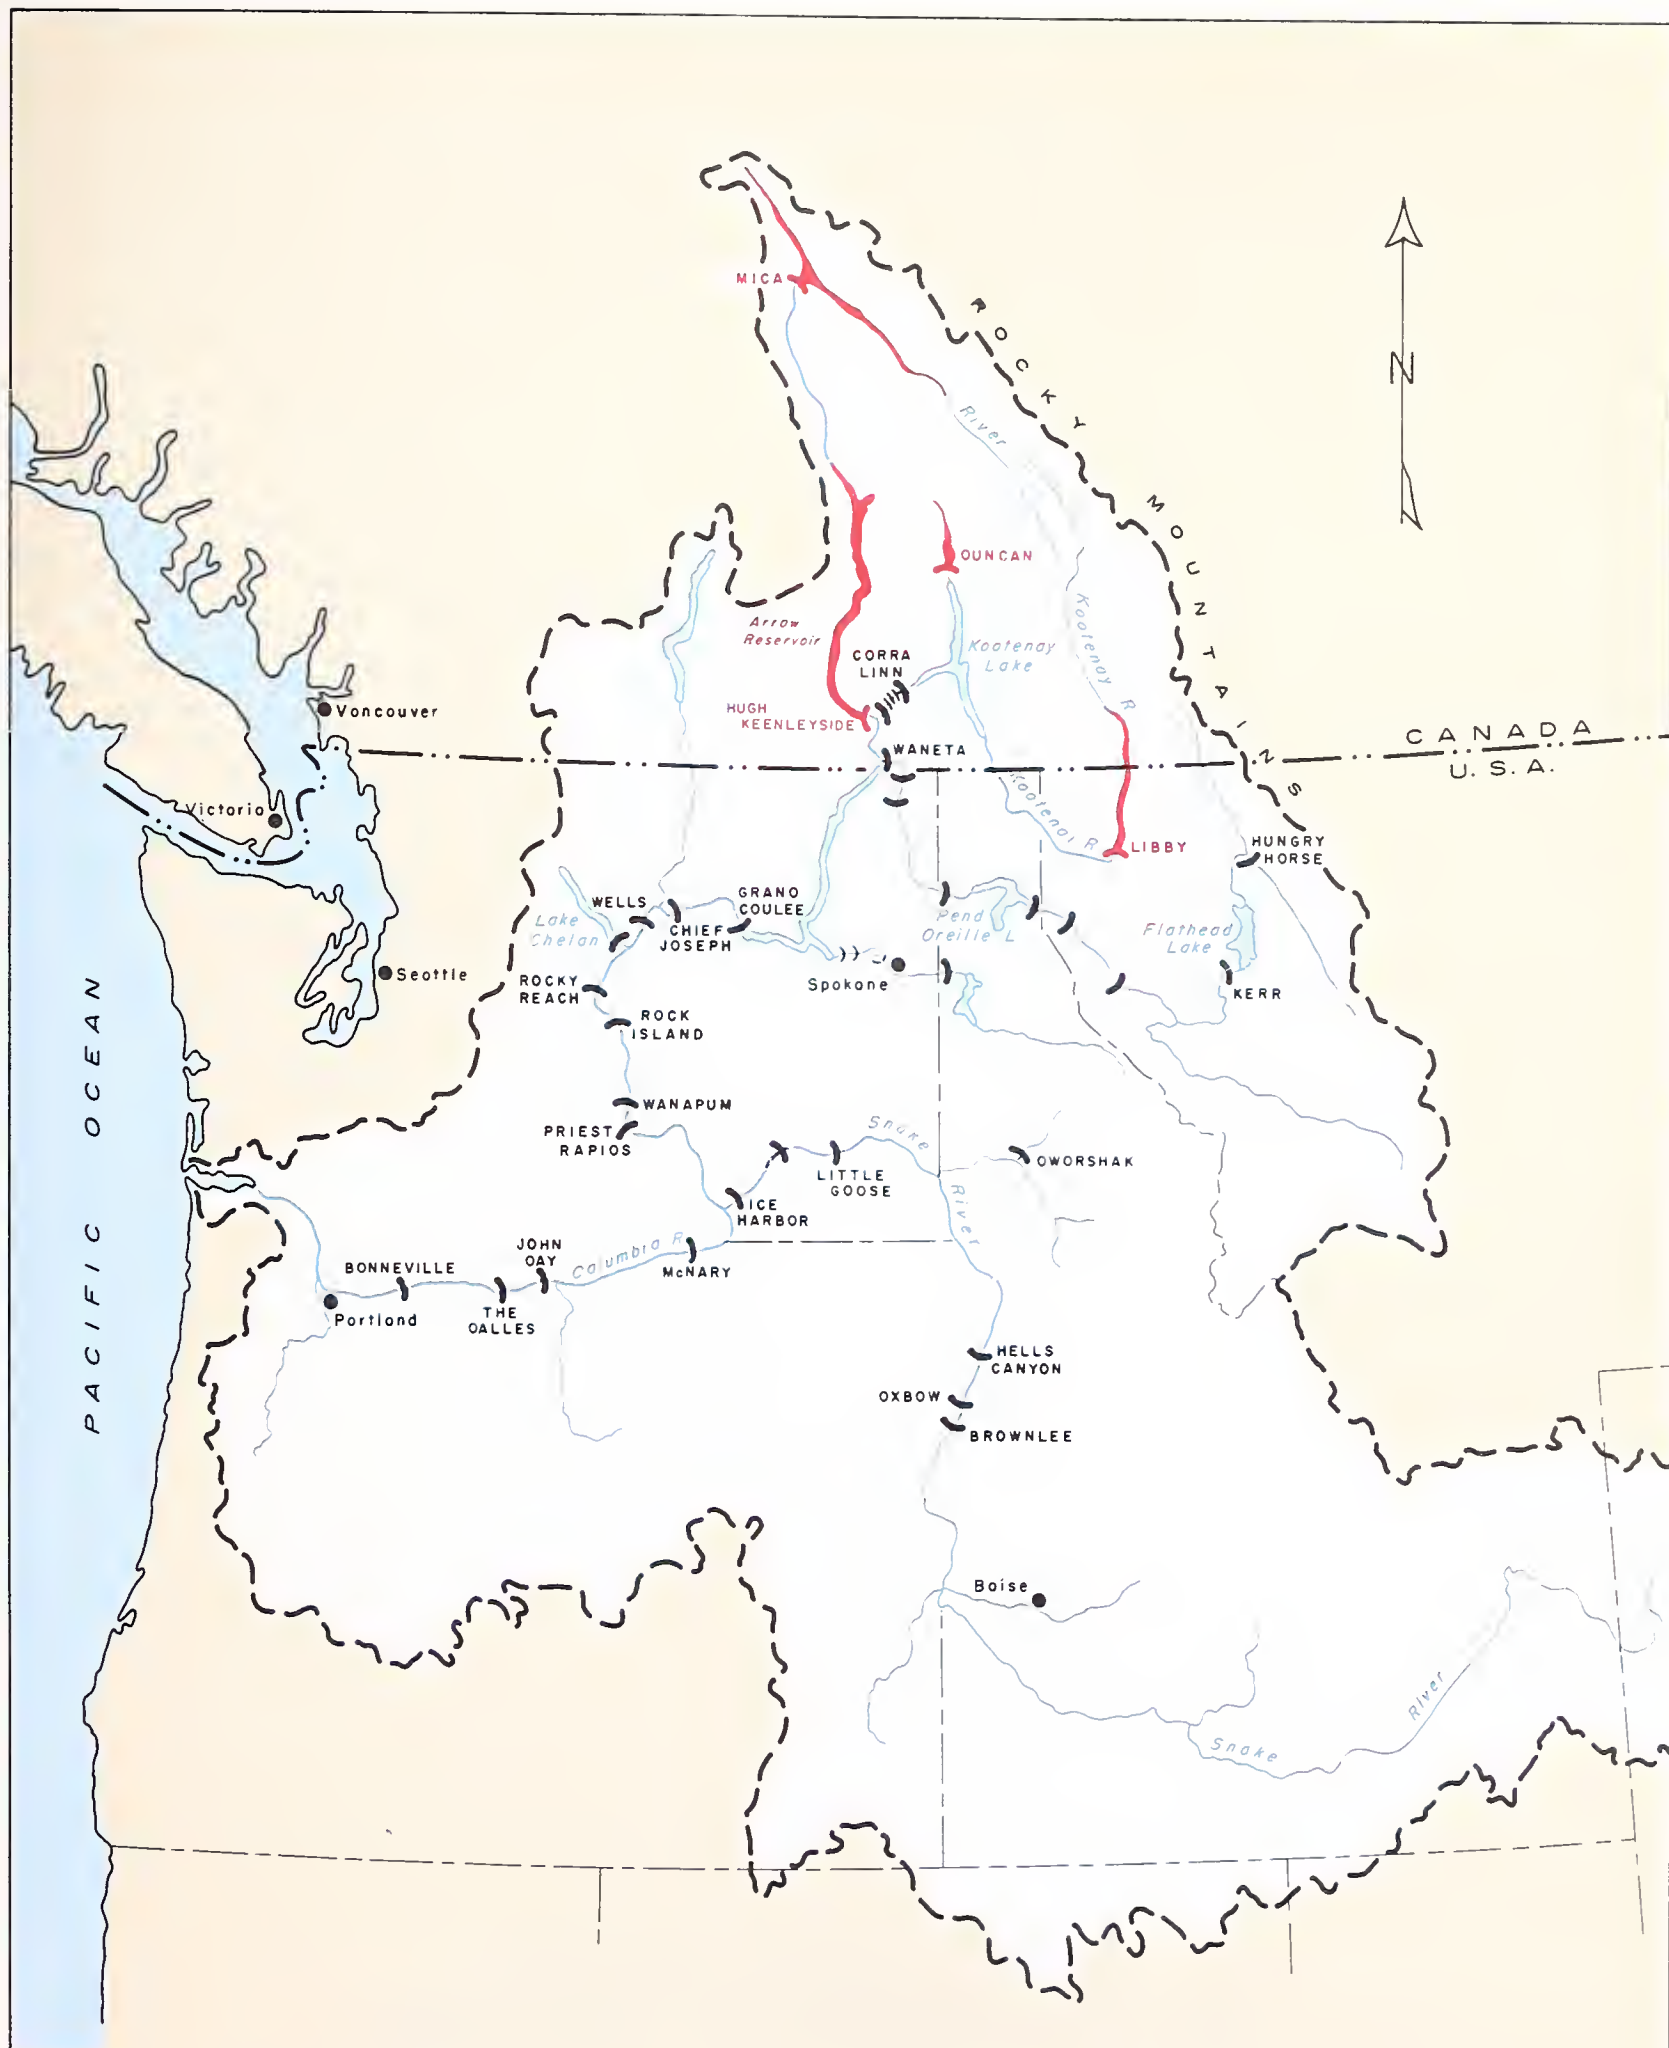 MICA
ROCKY MOUNTAINS
N
River
DUNCAN
Kootenay R
Arrow
Reservoir
Kootenay
Lake
CORRA
LINN
HUGH
KEENLEYSIDE
Vancouver
WANETA
CANADA
U.S.A.
Victoria
Kootenai R
LIBBY
HUNGRY
HORSE
WELLS
GRAND
COULEE
Lake
Chelan
CHIEF
JOSEPH
Pend
Oreille L
Flathead
Lake
Seattle
ROCKY
REACH
Spokane
KERR
ROCK
ISLAND
PACIFIC OCEAN
WANAPUM
PRIEST
RAPIDS
Snake
River
LITTLE
GOOSE
DWORSHAK
ICE
HARBOR
JOHN
DAY
Columbia R
McNARY
BONNEVILLE
Portland
THE
DALLES
HELLS
CANYON
OXBOW
BROWNLEE
Boise
Snake
River